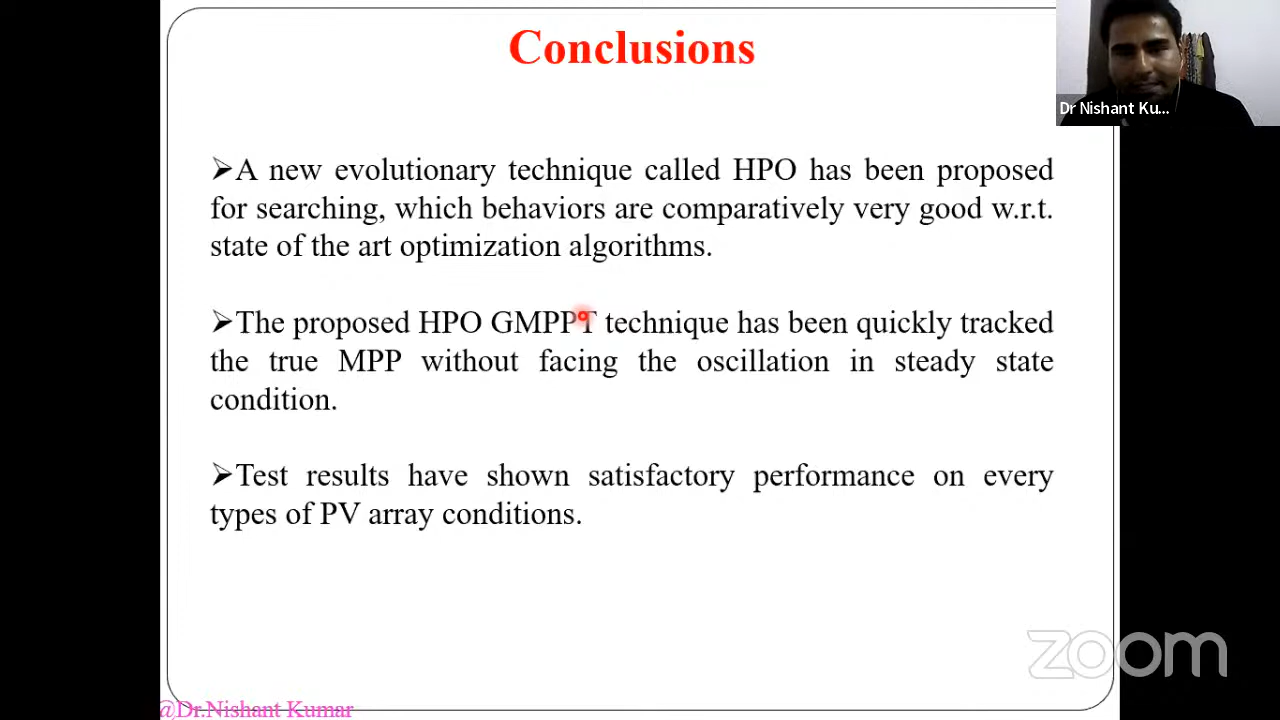 Conclusions
Dr Nishant Ku...
➢A new evolutionary technique called HPO has been proposed
for searching, which behaviors are comparatively very good w.r.t.
state of the art optimization algorithms.
➢The proposed HPO GMPPT technique has been quickly tracked
the true MPP without facing the oscillation in steady state
condition.
➢Test results have shown satisfactory performance on every
types of PV array conditions.
zoom
@Dr.Nishant Kumar